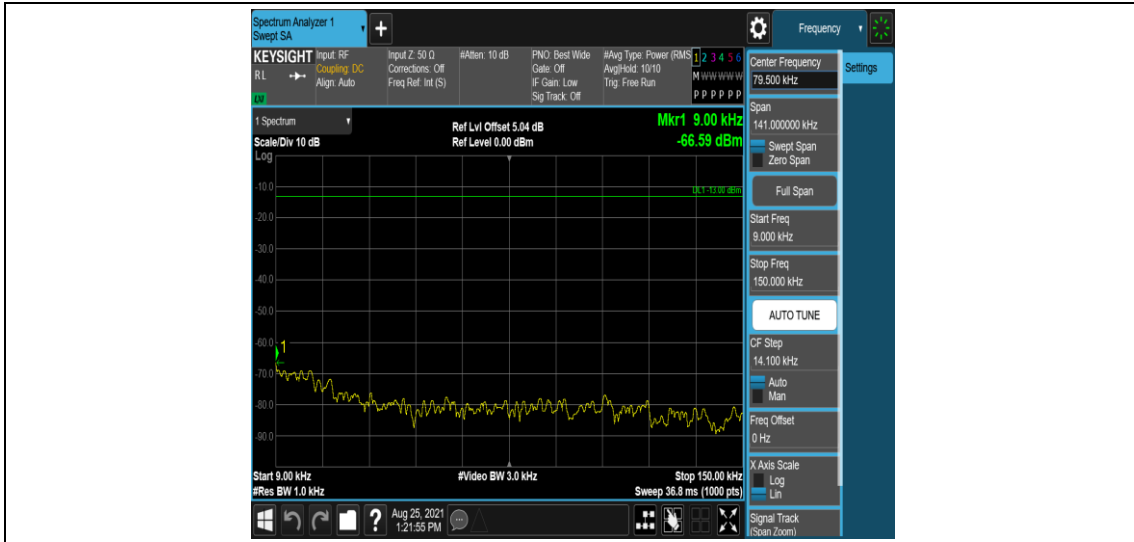 Spectrum Analyzer 1
Swept SA
+
Frequency
KEYSIGHT
RL
Input: RF
Coupling: DC
Align: Auto
Input Z: 50 Ω
Corrections: Off
Freq Ref: Int (S)
#Atten: 10 dB
PNO: Best Wide
Gate: Off
IF Gain: Low
Sig Track: Off
#Avg Type: Power (RMS
Avg|Hold: 10/10
Trig: Free Run
1 2 3 4 5 6
M W W W W W
P P P P P P
1 Spectrum
Scale/Div 10 dB
Log
Ref Lvl Offset 5.04 dB
Ref Level 0.00 dBm
Mkr1 9.00 kHz
-66.59 dBm
DL1 -13.00 dBm
-10.0
-20.0
-30.0
-40.0
-50.0
-60.0
-70.0
-80.0
-90.0
1
Start 9.00 kHz
#Res BW 1.0 kHz
#Video BW 3.0 kHz
Stop 150.00 kHz
Sweep 36.8 ms (1000 pts)
Center Frequency
79.500 kHz
Settings
Span
141.000000 kHz
Swept Span
Zero Span
Full Span
Start Freq
9.000 kHz
Stop Freq
150.000 kHz
AUTO TUNE
CF Step
14.100 kHz
Auto
Man
Freq Offset
0 Hz
X Axis Scale
Log
Lin
Signal Track
(Span Zoom)
?
Aug 25, 2021
1:21:55 PM